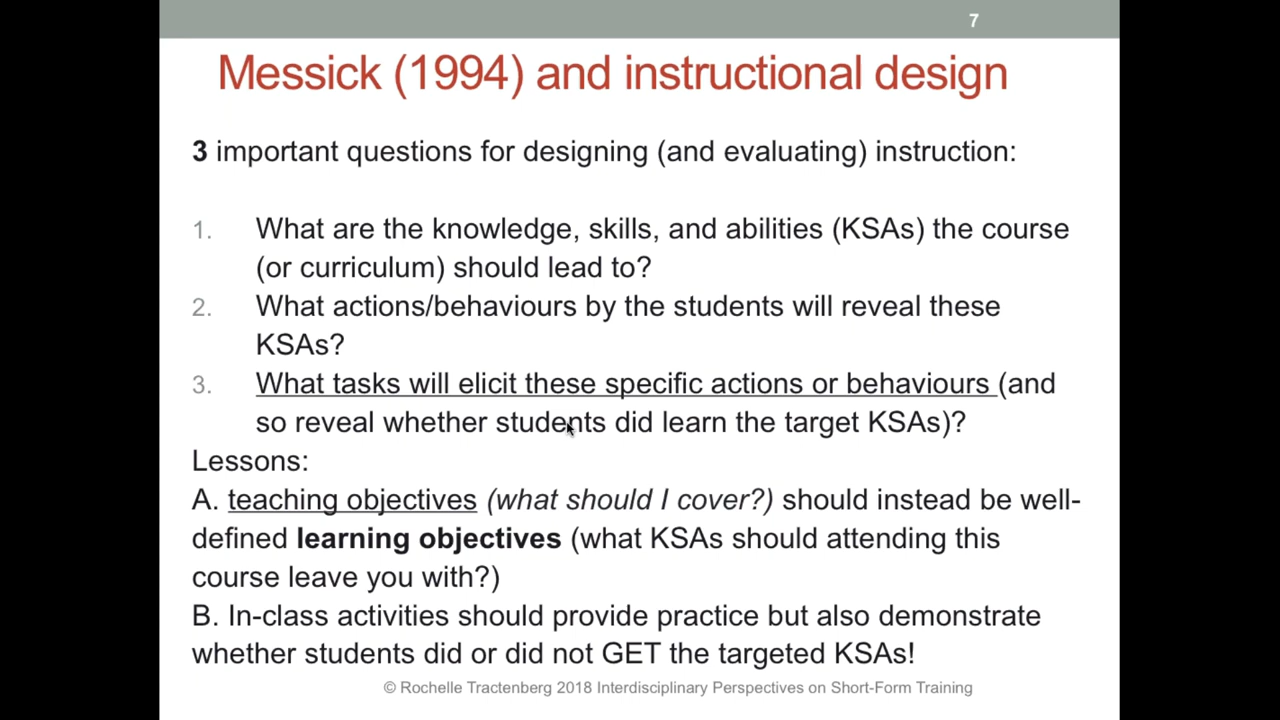 7
Messick (1994) and instructional design
3 important questions for designing (and evaluating) instruction:
1. What are the knowledge, skills, and abilities (KSAs) the course
(or curriculum) should lead to?
2. What actions/behaviours by the students will reveal these
KSAs?
3. What tasks will elicit these specific actions or behaviours (and
so reveal whether students did learn the target KSAs)?
Lessons:
A. teaching objectives (what should I cover?) should instead be well-
defined learning objectives (what KSAs should attending this
course leave you with?)
B. In-class activities should provide practice but also demonstrate
whether students did or did not GET the targeted KSAs!
© Rochelle Tractenberg 2018 Interdisciplinary Perspectives on Short-Form Training